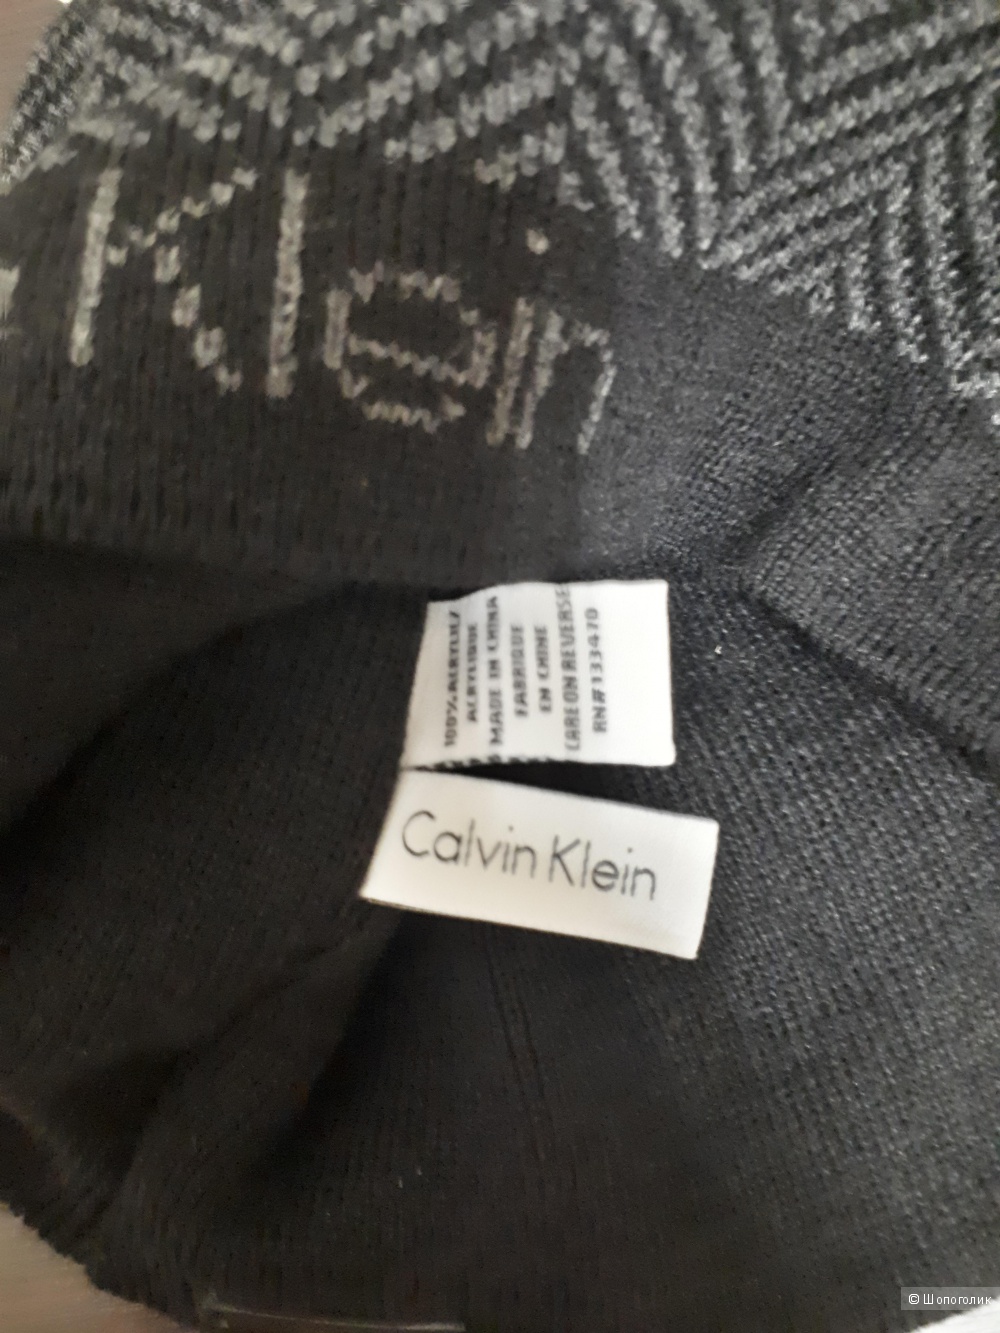 Klein
100% ACRYLIC/
ACRYLIQUE
MADE IN CHINA
FABRIQUE
EN CHINE
CARE ON REVERSE
RN#133470
Calvin Klein
© Шопоголик